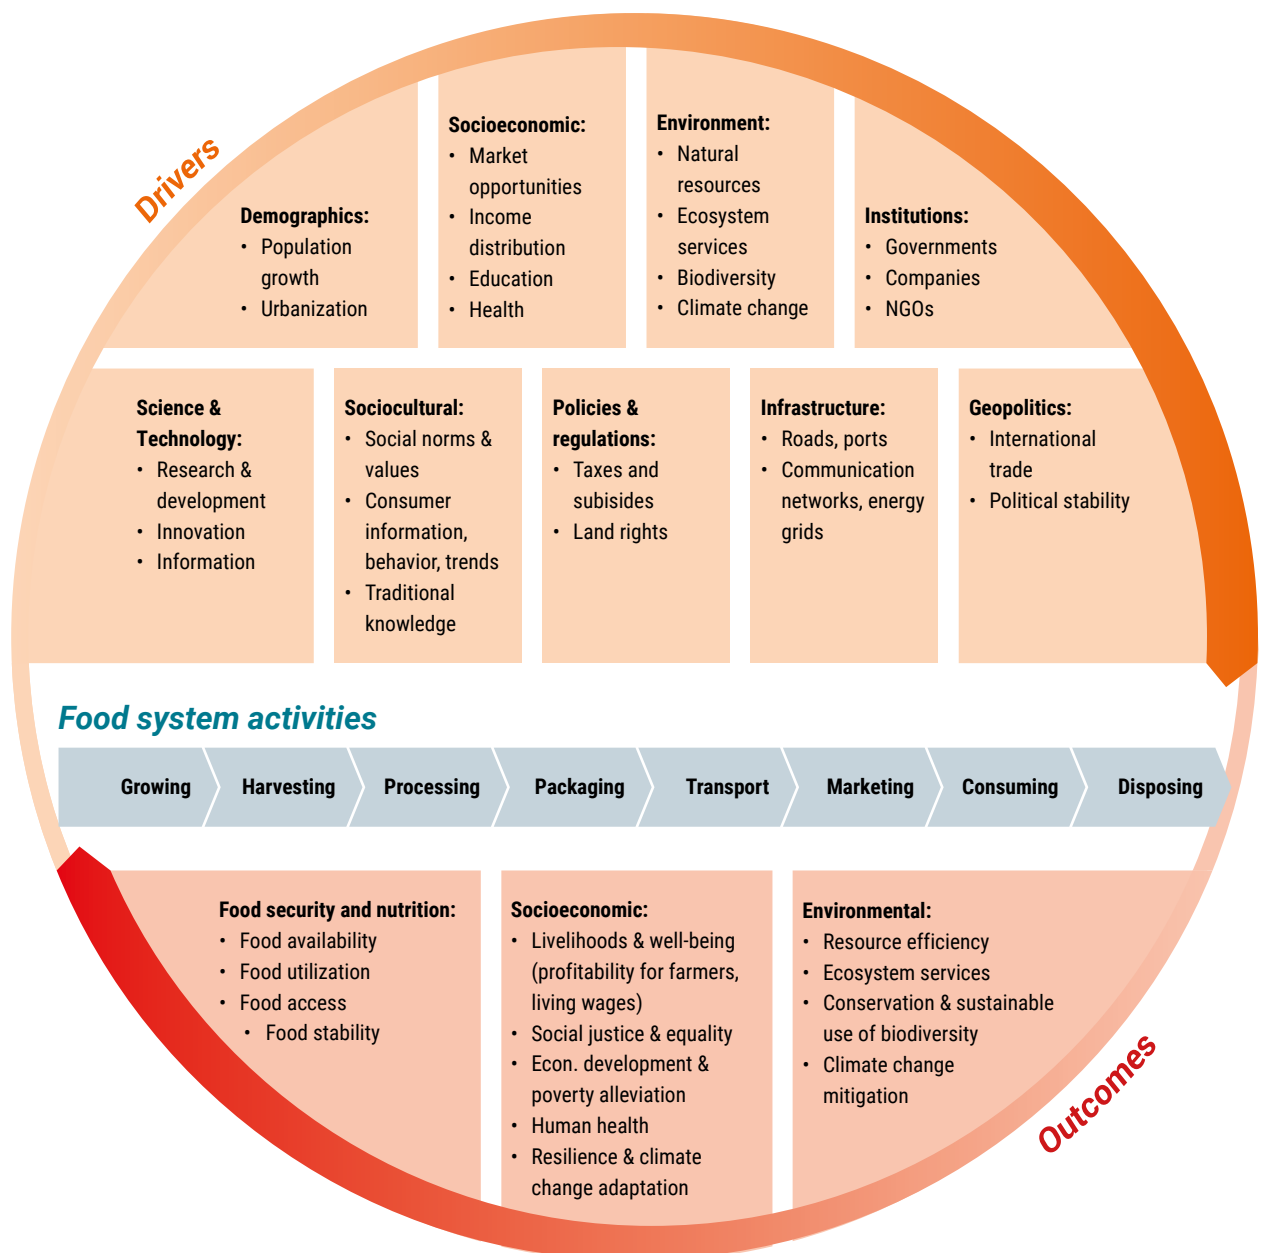 Drivers
Demographics:
• Population
growth
• Urbanization
Socioeconomic:
• Market
opportunities
• Income
distribution
• Education
• Health
Environment:
• Natural
resources
• Ecosystem
services
• Biodiversity
• Climate change
Institutions:
• Governments
• Companies
• NGOs
Science &
Technology:
• Research &
development
• Innovation
• Information
Sociocultural:
• Social norms &
values
• Consumer
information,
behavior, trends
• Traditional
knowledge
Policies &
regulations:
• Taxes and
subisides
• Land rights
Infrastructure:
• Roads, ports
• Communication
networks, energy
grids
Geopolitics:
• International
trade
• Political stability
Food system activities
Growing
Harvesting
Processing
Packaging
Transport
Marketing
Consuming
Disposing
Food security and nutrition:
• Food availability
• Food utilization
• Food access
• Food stability
Socioeconomic:
• Livelihoods & well-being
(profitability for farmers,
living wages)
• Social justice & equality
• Econ. development &
poverty alleviation
• Human health
• Resilience & climate
change adaptation
Environmental:
• Resource efficiency
• Ecosystem services
• Conservation & sustainable
use of biodiversity
• Climate change
mitigation
Outcomes